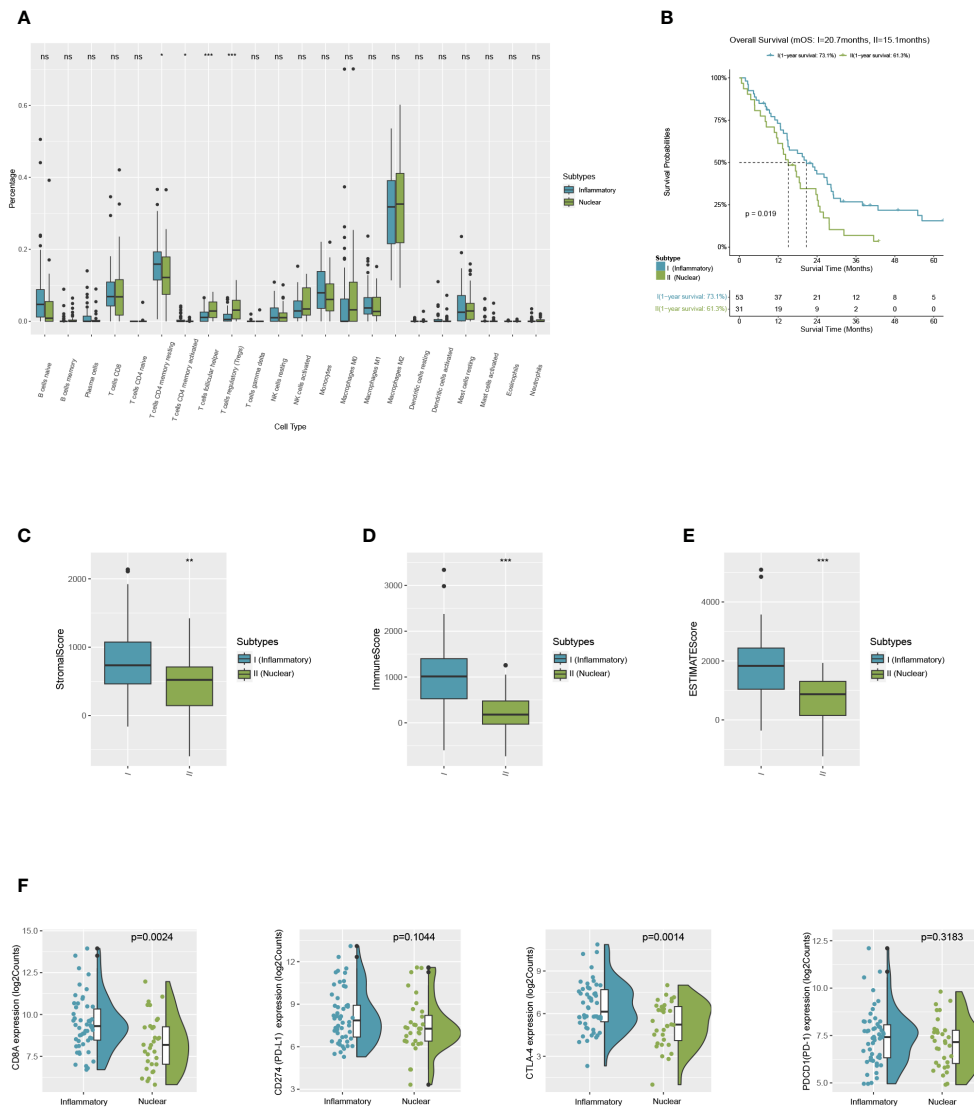 A
ns ns ns ns ns * * *** *** ns ns ns ns ns ns ns ns ns ns ns ns ns
0.6
0.4
0.2
0.0
Percentage
Subtypes
Inflammatory
Nuclear
B cells naive
B cells memory
Plasma cells
T cells CD8
T cells CD4 naive
T cells CD4 memory resting
T cells CD4 memory activated
T cells follicular helper
T cells regulatory (Tregs)
T cells gamma delta
NK cells resting
NK cells activated
Monocytes
Macrophages M0
Macrophages M1
Macrophages M2
Dendritic cells resting
Dendritic cells activated
Mast cells resting
Mast cells activated
Eosinophils
Neutrophils
Cell Type
B
Overall Survival (mOS: I=20.7months, II=15.1months)
I(1-year survival: 73.1%) II(1-year survival: 61.3%)
100%
75%
50%
25%
0%
Survival Probabilities
p = 0.019
0 12 24 36 48 60
Survial Time (Months)
Subtype
I (Inflammatory)
II (Nuclear)
I(1-year survival: 73.1%) 53 37 21 12 8 5
II(1-year survival: 61.3%) 31 19 9 2 0 0
0 12 24 36 48 60
Survial Time (Months)
C
**
2000
1000
0
StromalScore
Subtypes
I (Inflammatory)
II (Nuclear)
I II
D
***
3000
2000
1000
0
ImmuneScore
Subtypes
I (Inflammatory)
II (Nuclear)
I II
E
***
4000
2000
0
ESTIMATEScore
Subtypes
I (Inflammatory)
II (Nuclear)
I II
F
p=0.0024
15.0
12.5
10.0
7.5
CD8A expression (log2Counts)
Inflammatory Nuclear
p=0.1044
12
9
6
3
CD274 (PD-L1) expression (log2Counts)
Inflammatory Nuclear
p=0.0014
9
6
3
CTLA-4 expression (log2Counts)
Inflammatory Nuclear
p=0.3183
12.5
10.0
7.5
5.0
PDCD1(PD-1) expression (log2Counts)
Inflammatory Nuclear